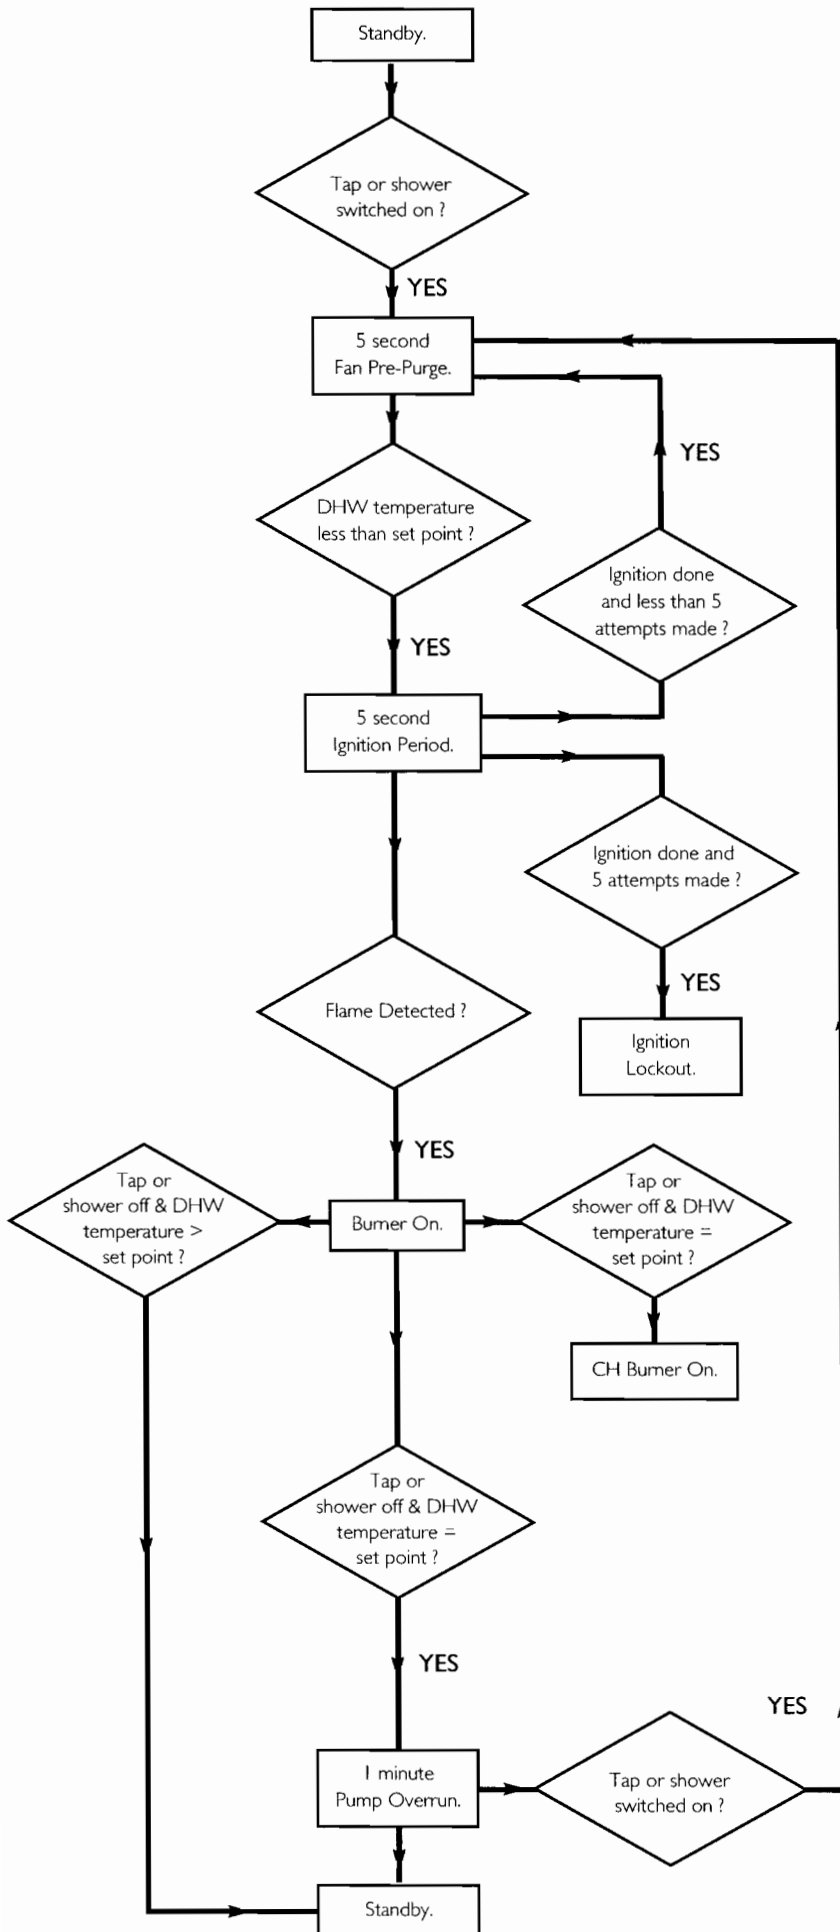 Standby.
Tap or shower
switched on ?
YES
5 second
Fan Pre-Purge.
YES
DHW temperature
less than set point ?
Ignition done
and less than 5
attempts made ?
YES
5 second
Ignition Period.
Ignition done and
5 attempts made ?
YES
Flame Detected ?
Ignition
Lockout.
YES
Tap or
shower off & DHW
temperature >
set point ?
Burner On.
Tap or
shower off & DHW
temperature =
set point ?
CH Burner On.
Tap or
shower off & DHW
temperature =
set point ?
YES
YES
1 minute
Pump Overrun.
Tap or shower
switched on ?
Standby.